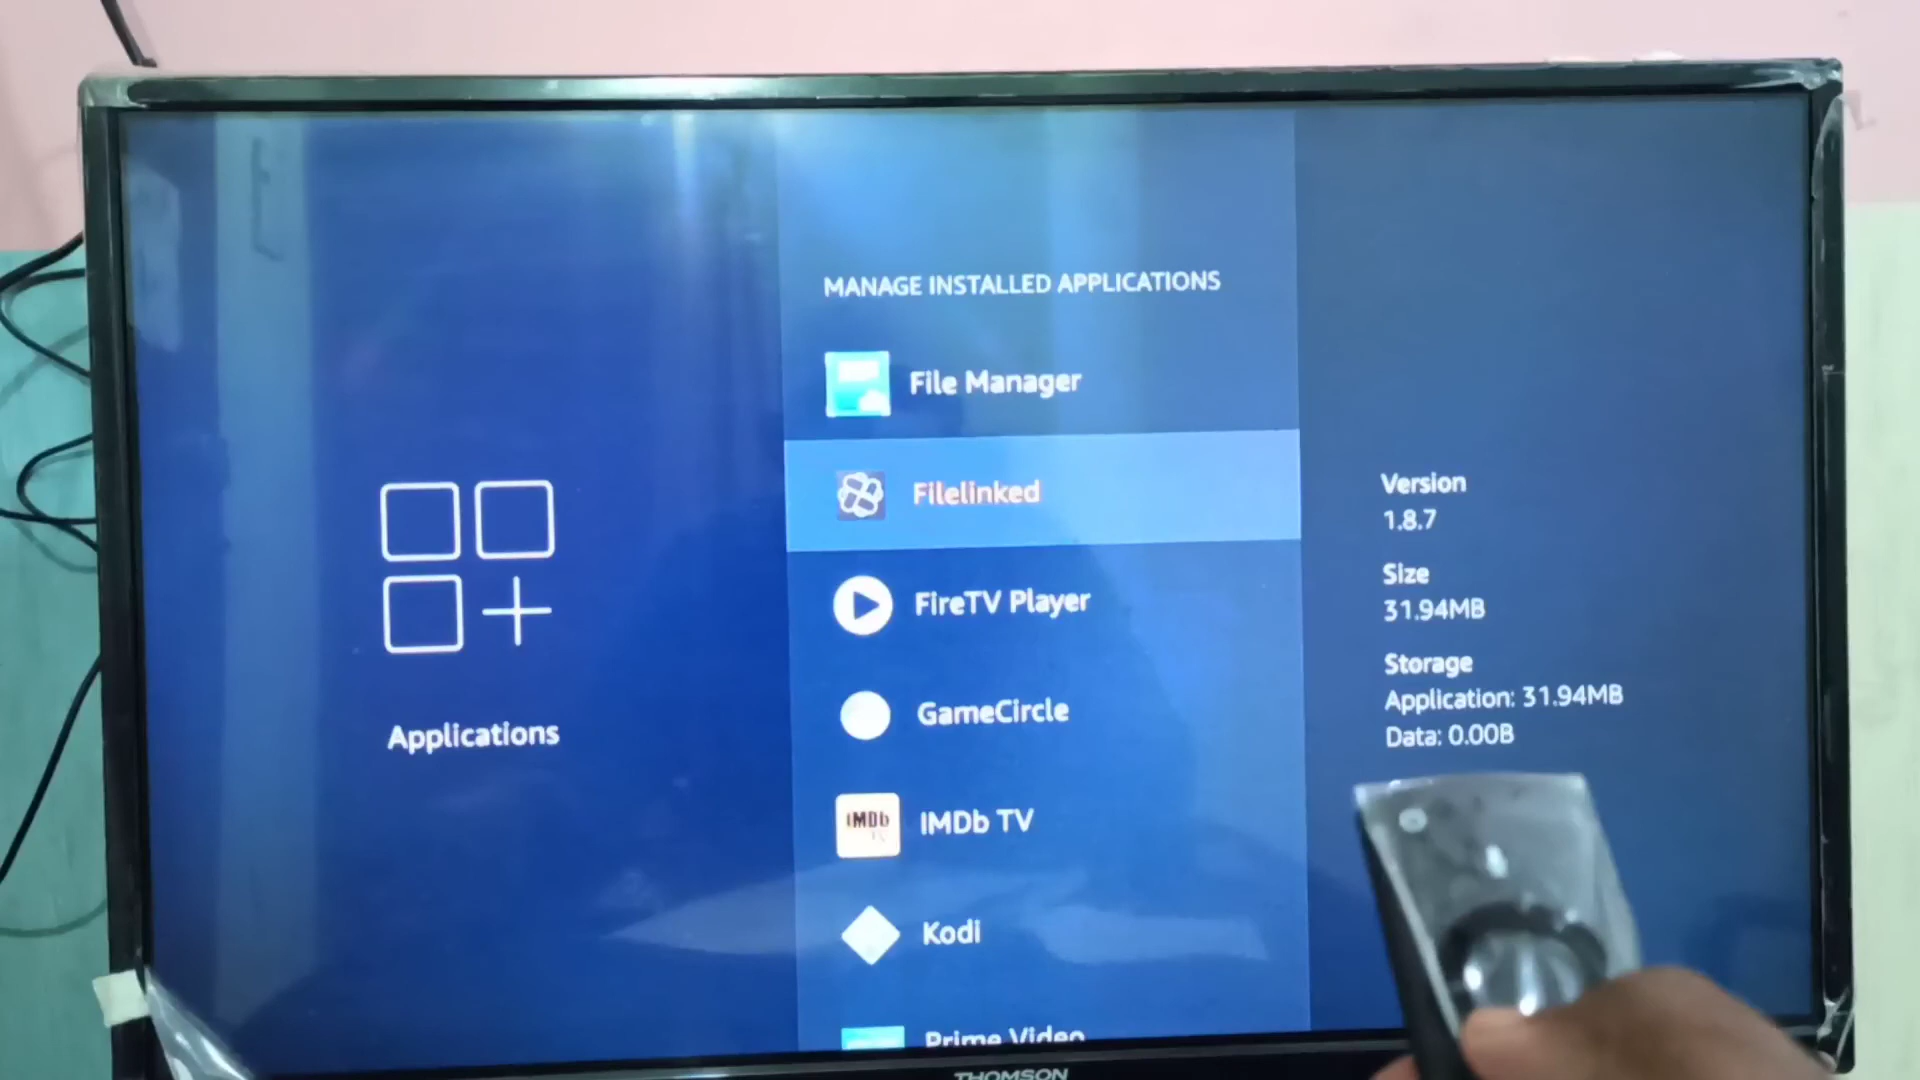 MANAGE INSTALLED APPLICATIONS
File Manager
Filelinked
FireTV Player
GameCircle
IMDb
IMDb TV
Kodi
Prime Video
Applications
Version
1.8.7
Size
31.94MB
Storage
Application: 31.94MB
Data: 0.00B
THOMSON